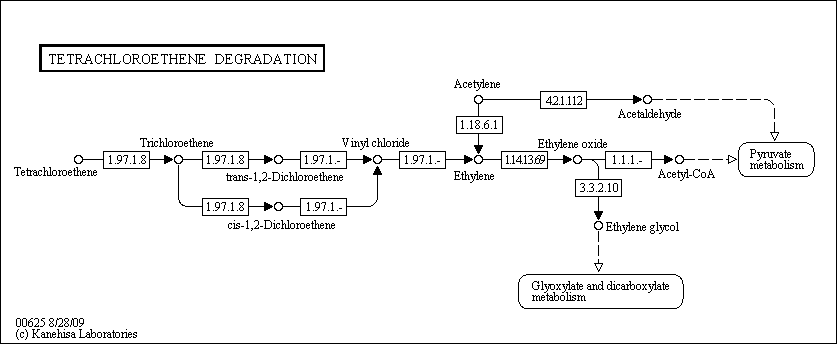 TETRACHLOROETHENE DEGRADATION
Acetylene
4.2.1.112
Acetaldehyde
1.18.6.1
Trichloroethene
Vinyl chloride
Ethylene oxide
Tetrachloroethene
1.97.1.8
1.97.1.8
trans-1,2-Dichloroethene
1.97.1.-
1.97.1.-
Ethylene
1.14.13.69
1.1.1.-
Acetyl-CoA
Pyruvate
metabolism
1.97.1.8
cis-1,2-Dichloroethene
1.97.1.-
3.3.2.10
Ethylene glycol
Glyoxylate and dicarboxylate
metabolism
00625 8/28/09
(c) Kanehisa Laboratories